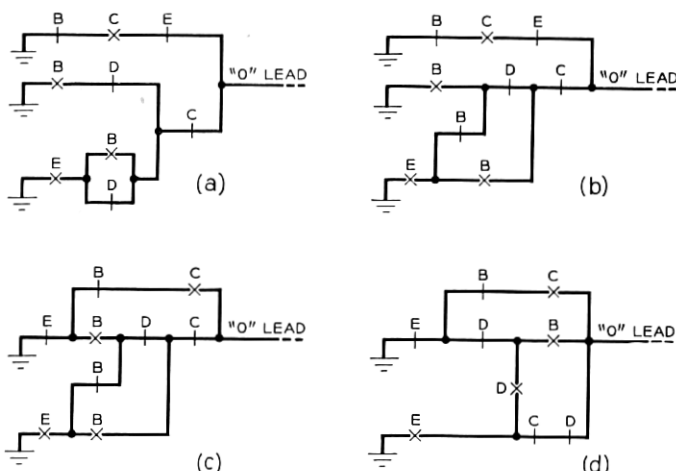 B C E
B D
"O" LEAD
C
B
E
D
(a)
B C E
B D C
"O" LEAD
B
E B
(b)
B C
E B D C
"O" LEAD
B
E B
(c)
B C
E D B
"O" LEAD
D
E C D
(d)